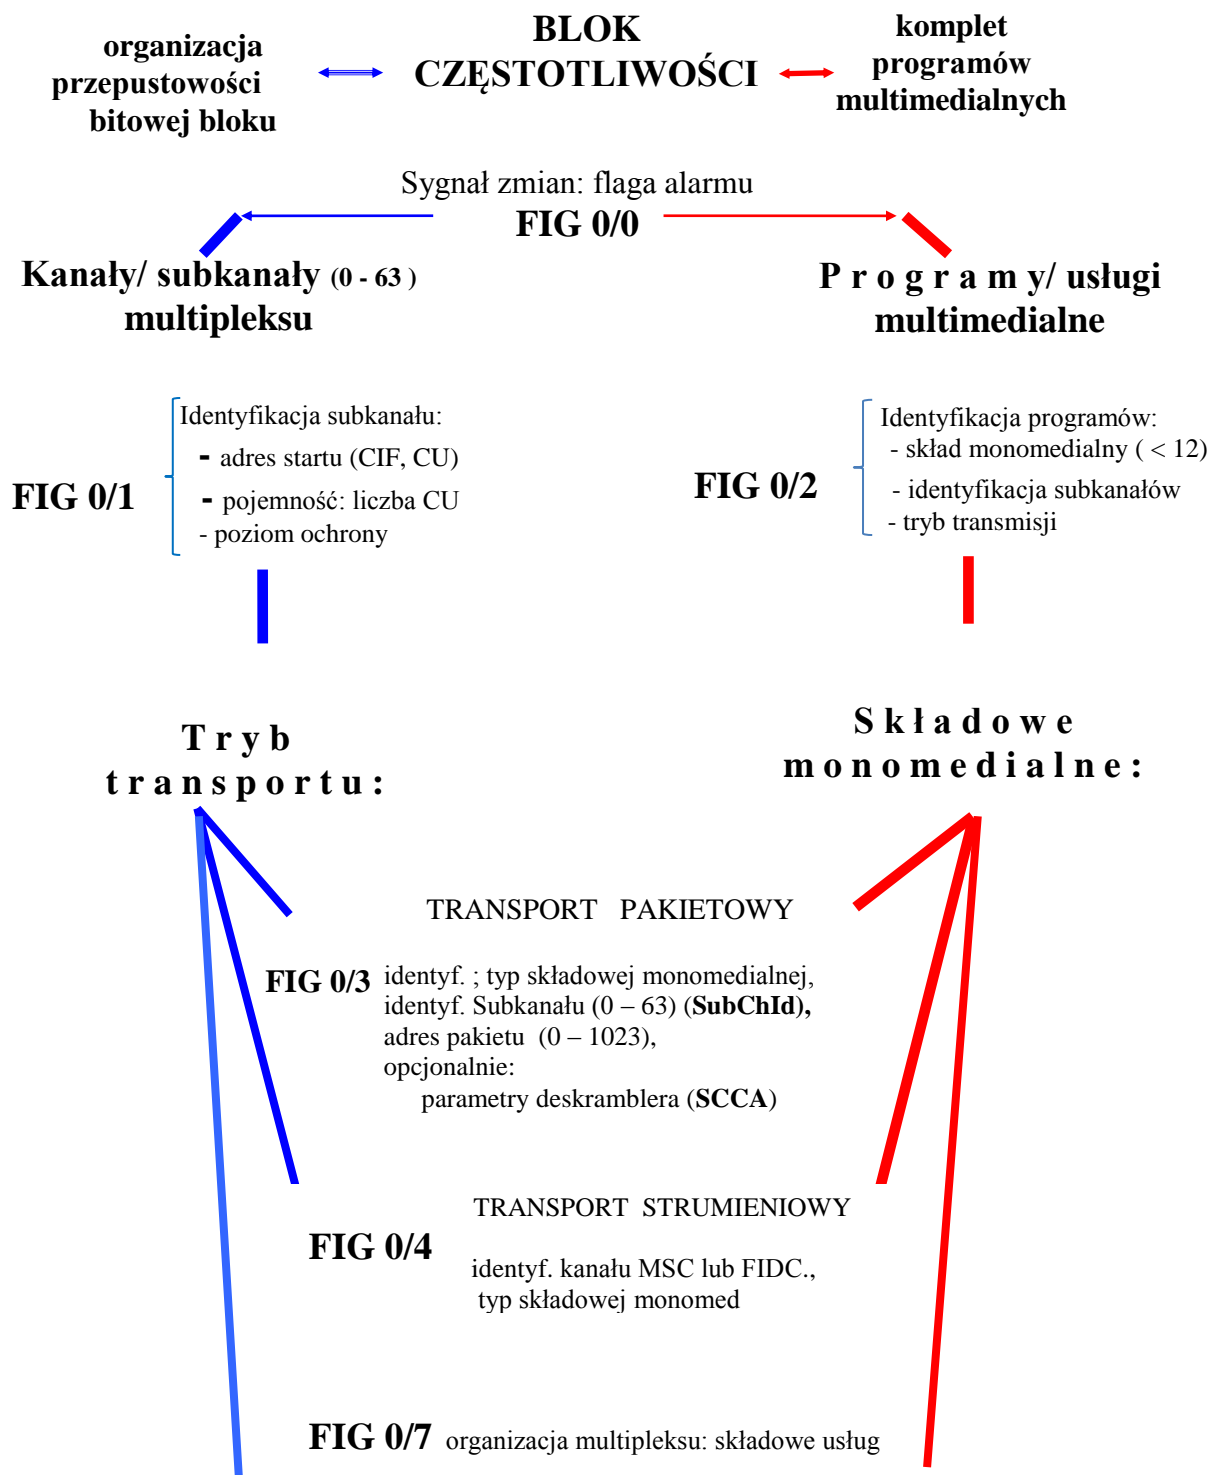 organizacja
przepustowości
bitowej bloku
BLOK
CZĘSTOTLIWOŚCI
komplet
programów
multimedialnych
Sygnał zmian: flaga alarmu
FIG 0/0
Kanały/ subkanały (0 - 63 )
multipleksu
P r o g r a m y/ usługi
multimedialne
FIG 0/1
Identyfikacja subkanału:
- adres startu (CIF, CU)
- pojemność: liczba CU
- poziom ochrony
FIG 0/2
Identyfikacja programów:
- skład monomedialny ( < 12)
- identyfikacja subkanałów
- tryb transmisji
T r y b
t r a n s p o r t u :
S k ł a d o w e
m o n o m e d i a l n e :
TRANSPORT PAKIETOWY
FIG 0/3
identyf. ; typ składowej monomedialnej,
identyf. Subkanału (0 – 63) (SubChId),
adres pakietu (0 – 1023),
opcjonalnie:
parametry deskramblera (SCCA)
TRANSPORT STRUMIENIOWY
FIG 0/4
identyf. kanału MSC lub FIDC.,
typ składowej monomed
FIG 0/7 organizacja multipleksu: składowe usług